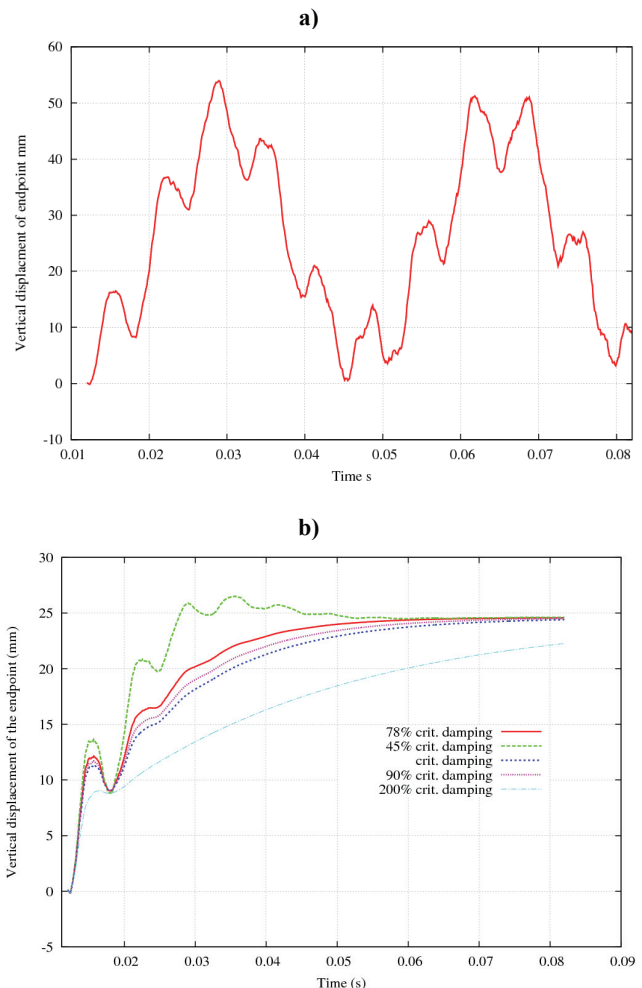 a)
60
50
40
30
20
10
0
-10
Vertical displacment of endpoint mm
0.01 0.02 0.03 0.04 0.05 0.06 0.07 0.08
Time s
b)
30
25
20
15
10
5
0
-5
Vertical displacement of the endpoint (mm)
78% crit. damping
45% crit. damping
crit. damping
90% crit. damping
200% crit. damping
0.02 0.03 0.04 0.05 0.06 0.07 0.08 0.09
Time (s)